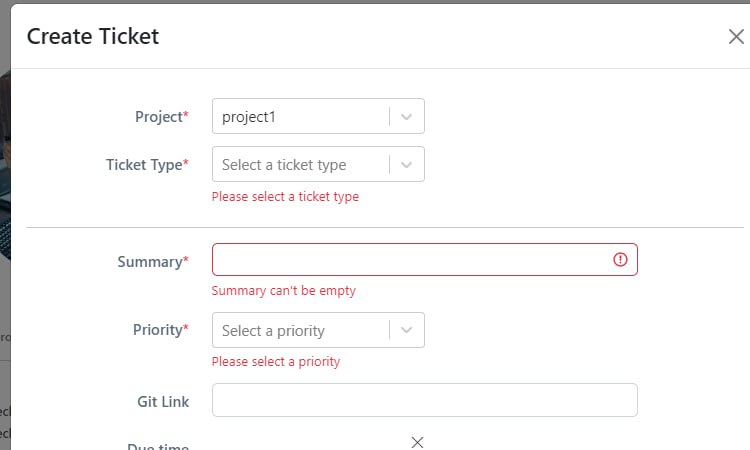 Create Ticket
Project* project1
Ticket Type* Select a ticket type
Please select a ticket type
Summary*
Summary can't be empty
Priority* Select a priority
Please select a priority
Git Link
Due time